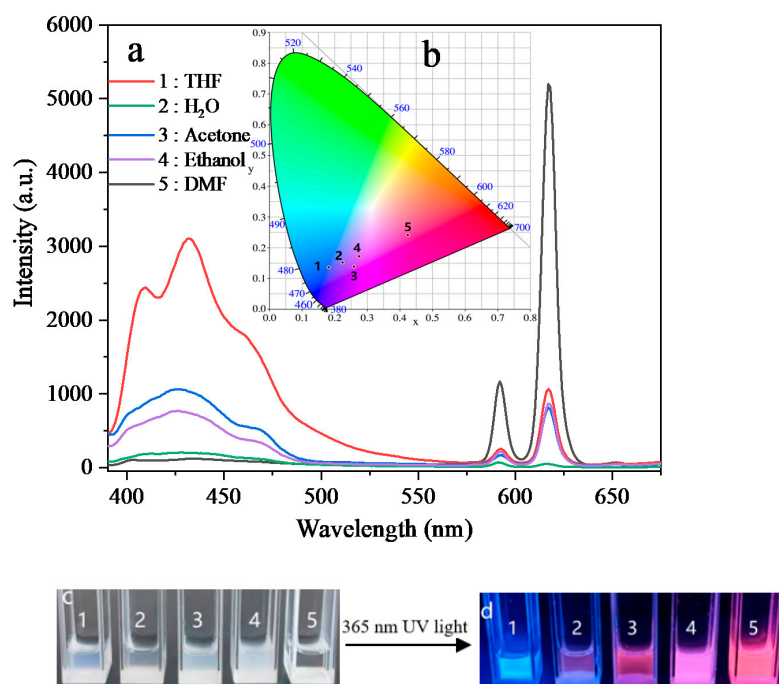 6000
5000
4000
3000
2000
1000
0
Intensity (a.u.)
400 450 500 550 600 650
Wavelength (nm)
a
1 : THF
2 : H₂O
3 : Acetone
4 : Ethanol
5 : DMF
b
0.9
0.8
0.7
0.6
0.5
0.4
0.3
0.2
0.1
0.0
y
0.0 0.1 0.2 0.3 0.4 0.5 0.6 0.7 0.8
x
520
540
560
580
600
620
700
500
490
480
470
460
380
1 2 3 4 5
c
1 2 3 4 5
365 nm UV light
d
1 2 3 4 5